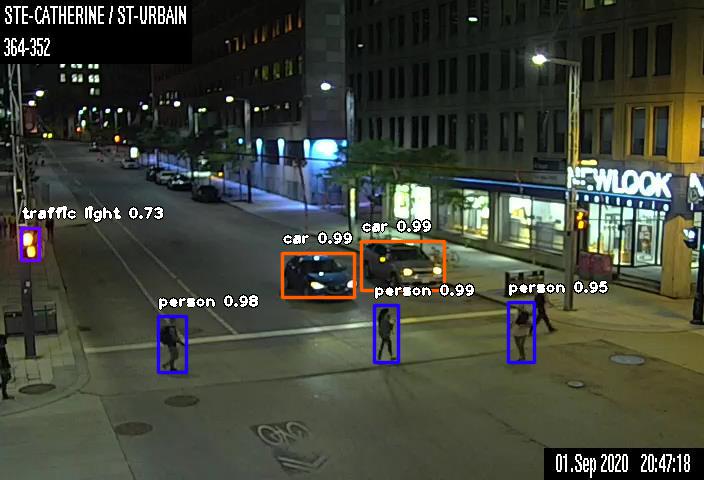 STE-CATHERINE / ST-URBAIN
364-352
traffic light 0.73
car 0.99
car 0.99
person 0.98
person 0.99
person 0.95
NEWLOOK
01.Sep 2020 20:47:18